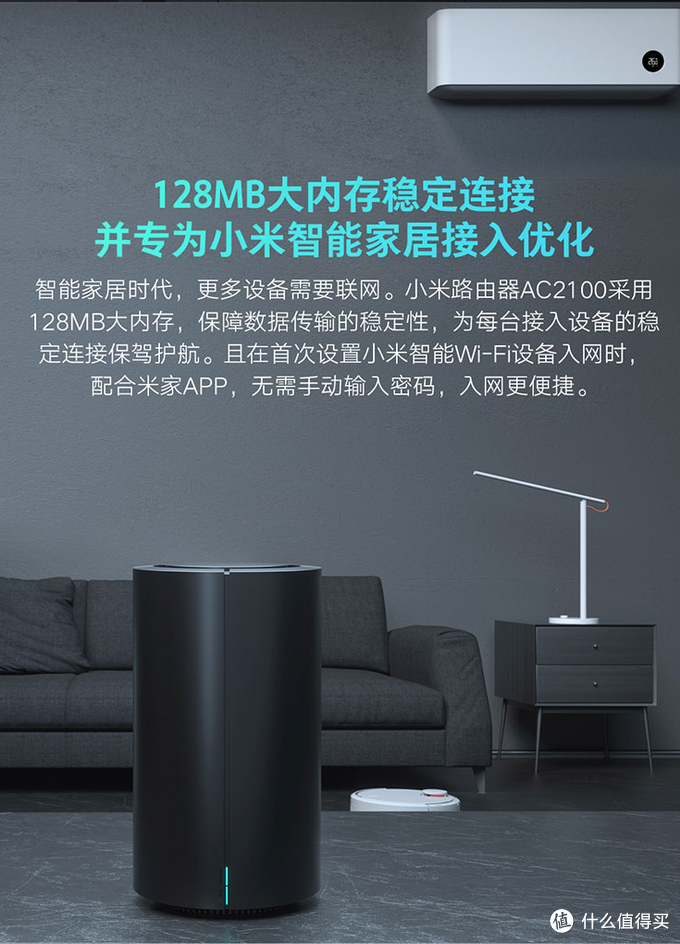 128MB大内存稳定连接
并专为小米智能家居接入优化
智能家居时代，更多设备需要联网。小米路由器AC2100采用
128MB大内存，保障数据传输的稳定性，为每台接入设备的稳
定连接保驾护航。且在首次设置小米智能Wi-Fi设备入网时，
配合米家APP，无需手动输入密码，入网更便捷。
值 什么值得买